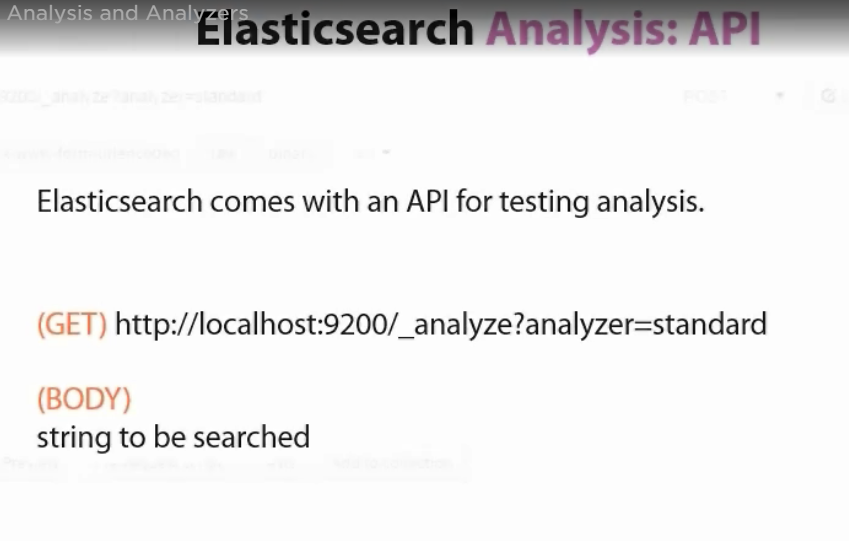 Analysis and Analyzers
Elasticsearch Analysis: API
POST
Elasticsearch comes with an API for testing analysis.
(GET) http://localhost:9200/_analyze?analyzer=standard
(BODY)
string to be searched